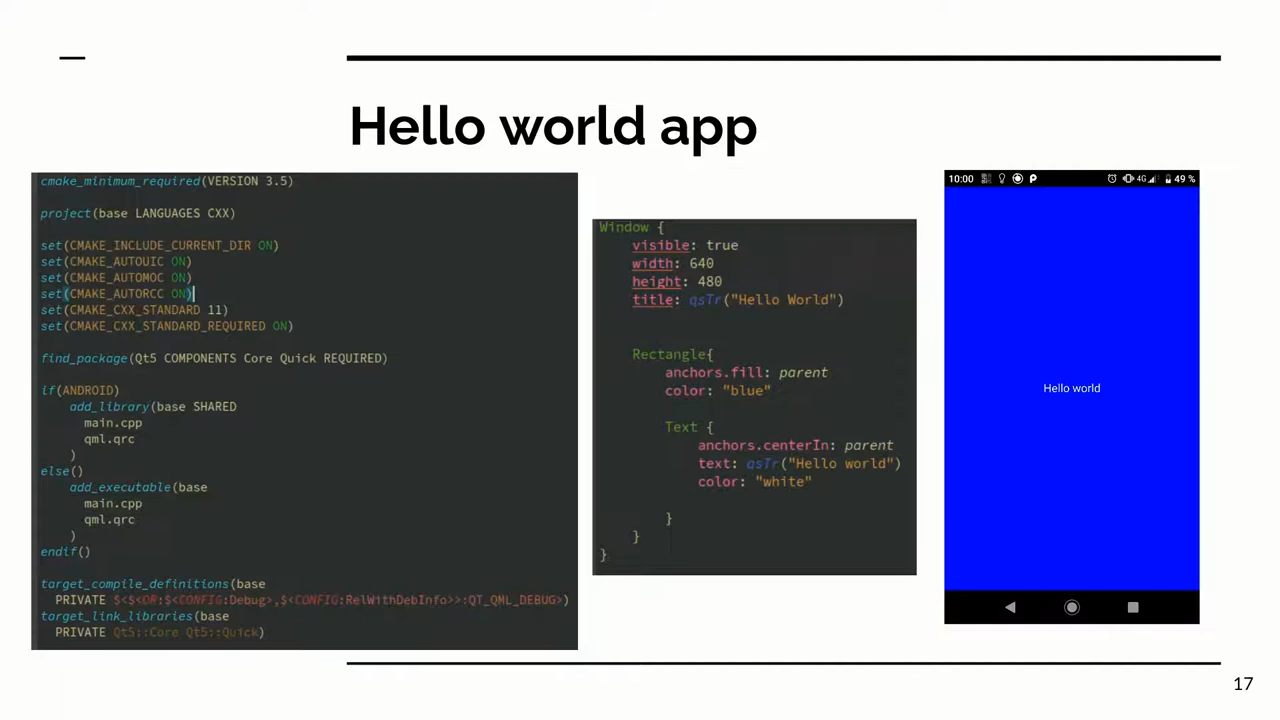 Hello world app
cmake_minimum_required(VERSION 3.5)
project(base LANGUAGES CXX)
set(CMAKE_INCLUDE_CURRENT_DIR ON)
set(CMAKE_AUTOUIC ON)
set(CMAKE_AUTOMOC ON)
set(CMAKE_AUTORCC ON)
set(CMAKE_CXX_STANDARD 11)
set(CMAKE_CXX_STANDARD_REQUIRED ON)
find_package(Qt5 COMPONENTS Core Quick REQUIRED)
if(ANDROID)
add_library(base SHARED
main.cpp
qml.qrc
)
else()
add_executable(base
main.cpp
qml.qrc
)
endif()
target_compile_definitions(base
PRIVATE $<$<OR:$<CONFIG:Debug>,$<CONFIG:RelWithDebInfo>>:QT_QML_DEBUG>)
target_link_libraries(base
PRIVATE Qt5::Core Qt5::Quick)
Window {
visible: true
width: 640
height: 480
title: qsTr("Hello World")
Rectangle{
anchors.fill: parent
color: "blue"
Text {
anchors.centerIn: parent
text: qsTr("Hello world")
color: "white"
}
}
}
10:00 4G 49 %
Hello world
17